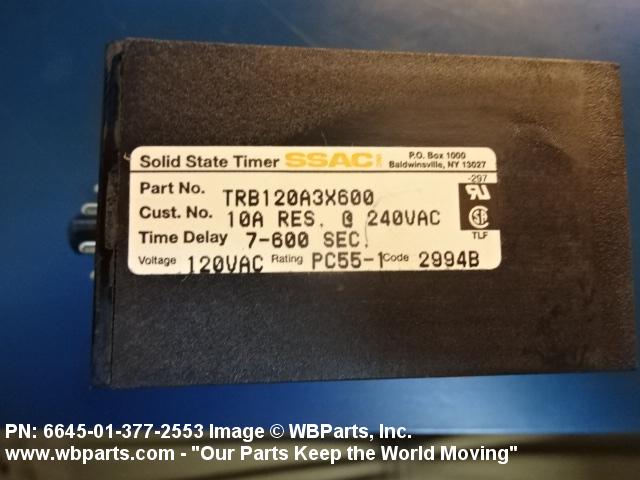 Solid State Timer SSAC P.O. Box 1000
Baldwinsville, NY 13027
-297
Part No. TRB120A3X600
Cust. No. 10A RES. @ 240VAC
Time Delay 7-600 SEC.
TLF
Voltage 120VAC Rating PC55-1 Code 2994B
PN: 6645-01-377-2553 Image © WBParts, Inc.
www.wbparts.com - "Our Parts Keep the World Moving"